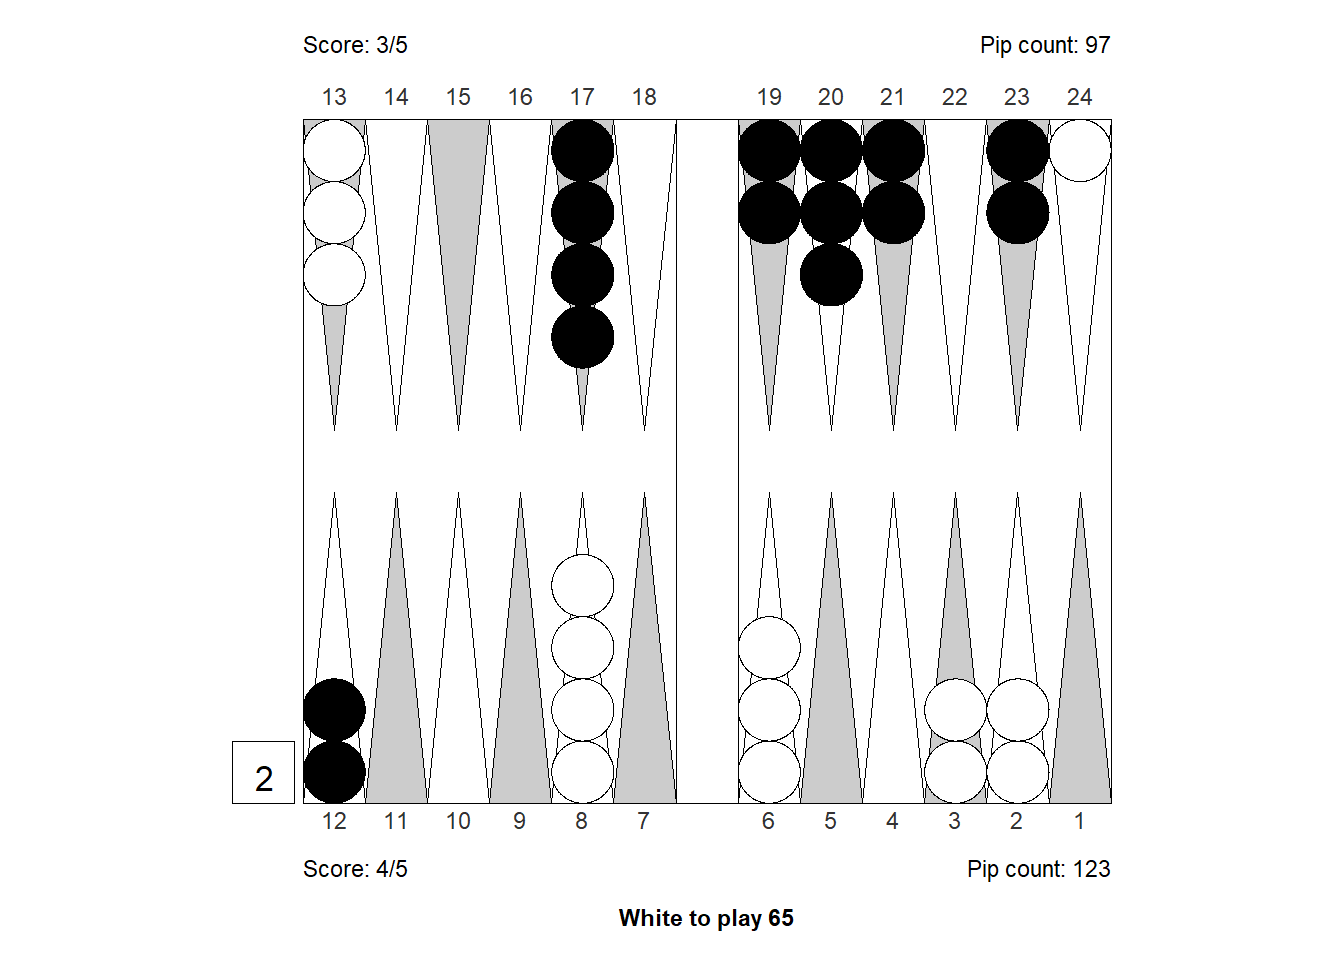 Score: 3/5 Pip count: 97
13 14 15 16 17 18 19 20 21 22 23 24
2
12 11 10 9 8 7 6 5 4 3 2 1
Score: 4/5 Pip count: 123
White to play 65